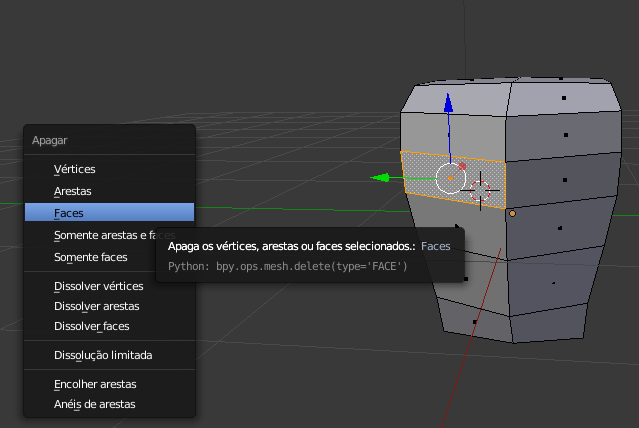 Apagar
Vértices
Arestas
Faces
Somente arestas e faces
Somente faces
Dissolver vértices
Dissolver arestas
Dissolver faces
Dissolução limitada
Encolher arestas
Anéis de arestas
Apaga os vértices, arestas ou faces selecionados.: Faces
Python: bpy.ops.mesh.delete(type='FACE')